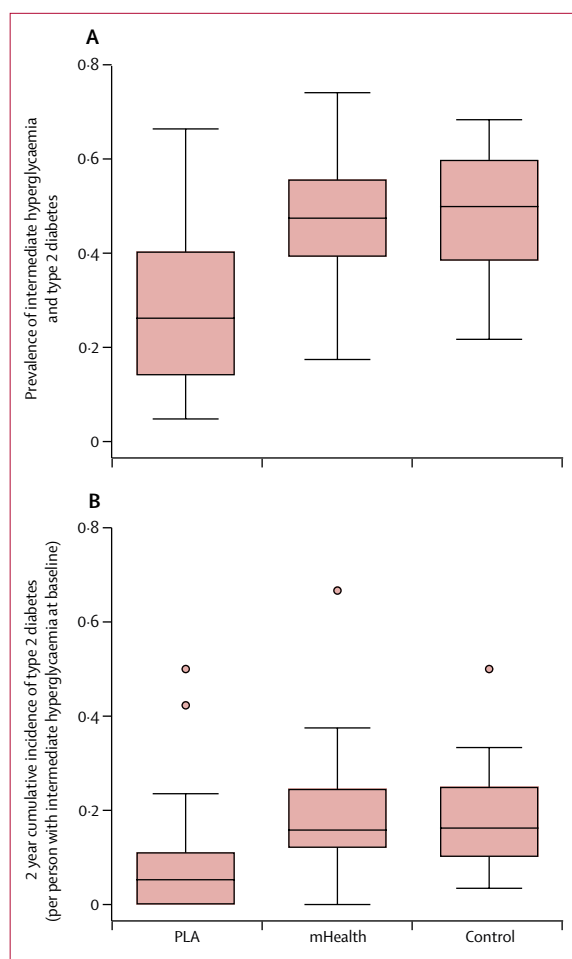 A
0·8
0·6
0·4
0·2
0
Prevalence of intermediate hyperglycaemia
and type 2 diabetes
B
0·8
0·6
0·4
0·2
0
2 year cumulative incidence of type 2 diabetes
(per person with intermediate hyperglycaemia at baseline)
PLA
mHealth
Control